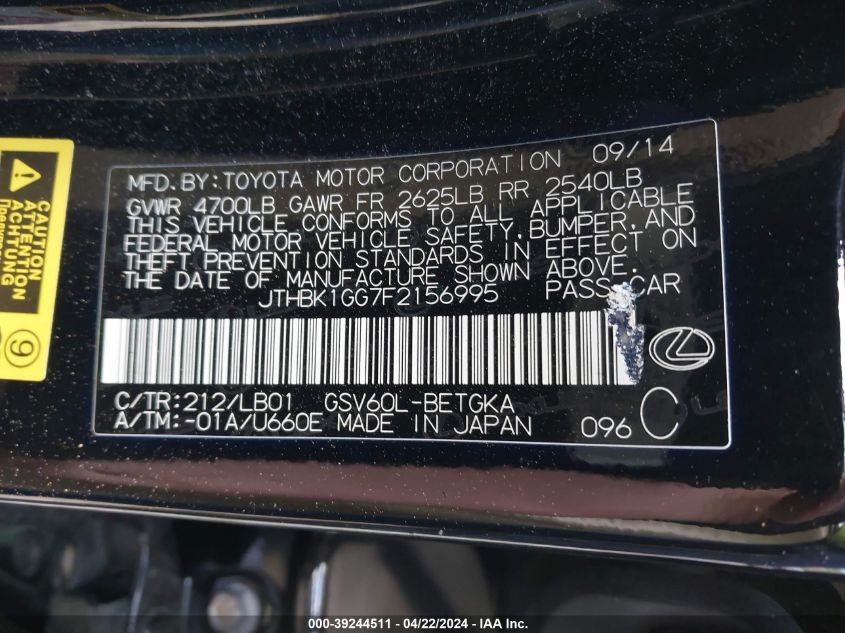 MFD. BY: TOYOTA MOTOR CORPORATION 09/14
GVWR 4700LB GAWR FR 2625LB RR 2540LB
THIS VEHICLE CONFORMS TO ALL APPLICABLE
FEDERAL MOTOR VEHICLE SAFETY, BUMPER, AND
THEFT PREVENTION STANDARDS IN EFFECT ON
THE DATE OF MANUFACTURE SHOWN ABOVE.
JTHBK1GG7F2156995 PASS CAR
C/TR: 212/LB01 GSV60L-BETGKA
A/TM: -01A/U660E MADE IN JAPAN 096 C
CAUTION
ATTENTION
ACHTUNG
9
000-39244511 - 04/22/2024 - IAA Inc.